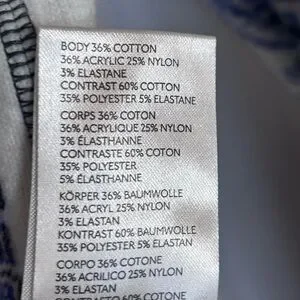 BODY 36% COTTON
36% ACRYLIC 25% NYLON
3% ELASTANE
CONTRAST 60% COTTON
35% POLYESTER 5% ELASTANE
CORPS 36% COTON
36% ACRYLIQUE 25% NYLON
3% ÉLASTHANNE
CONTRASTE 60% COTON
35% POLYESTER
5% ÉLASTHANNE
KÖRPER 36% BAUMWOLLE
36% ACRYL 25% NYLON
3% ELASTAN
KONTRAST 60% BAUMWOLLE
35% POLYESTER 5% ELASTAN
CORPO 36% COTONE
36% ACRILICO 25% NYLON
3% ELASTAN
CONTRASTO 60% COTONE